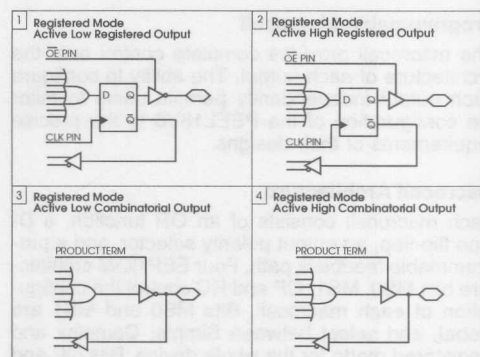 1 Registered Mode
Active Low Registered Output
OE PIN
D Q
Q
CLK PIN
2 Registered Mode
Active High Registered Output
OE PIN
D Q
Q
CLK PIN
3 Registered Mode
Active Low Combinatorial Output
PRODUCT TERM
4 Registered Mode
Active High Combinatorial Output
PRODUCT TERM